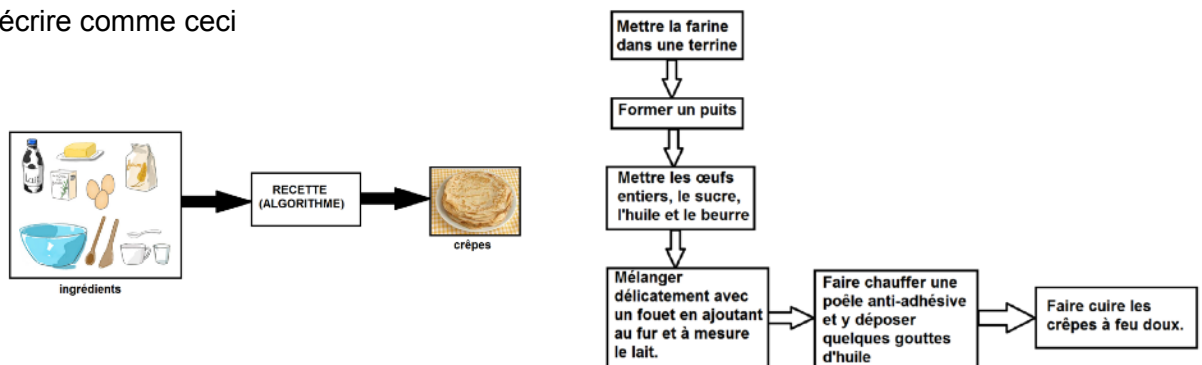 écrire comme ceci
Lait
ingrédients
RECETTE
(ALGORITHME)
crêpes
Mettre la farine
dans une terrine
Former un puits
Mettre les œufs
entiers, le sucre,
l'huile et le beurre
Mélanger
délicatement avec
un fouet en ajoutant
au fur et à mesure
le lait.
Faire chauffer une
poêle anti-adhésive
et y déposer
quelques gouttes
d'huile
Faire cuire les
crêpes à feu doux.